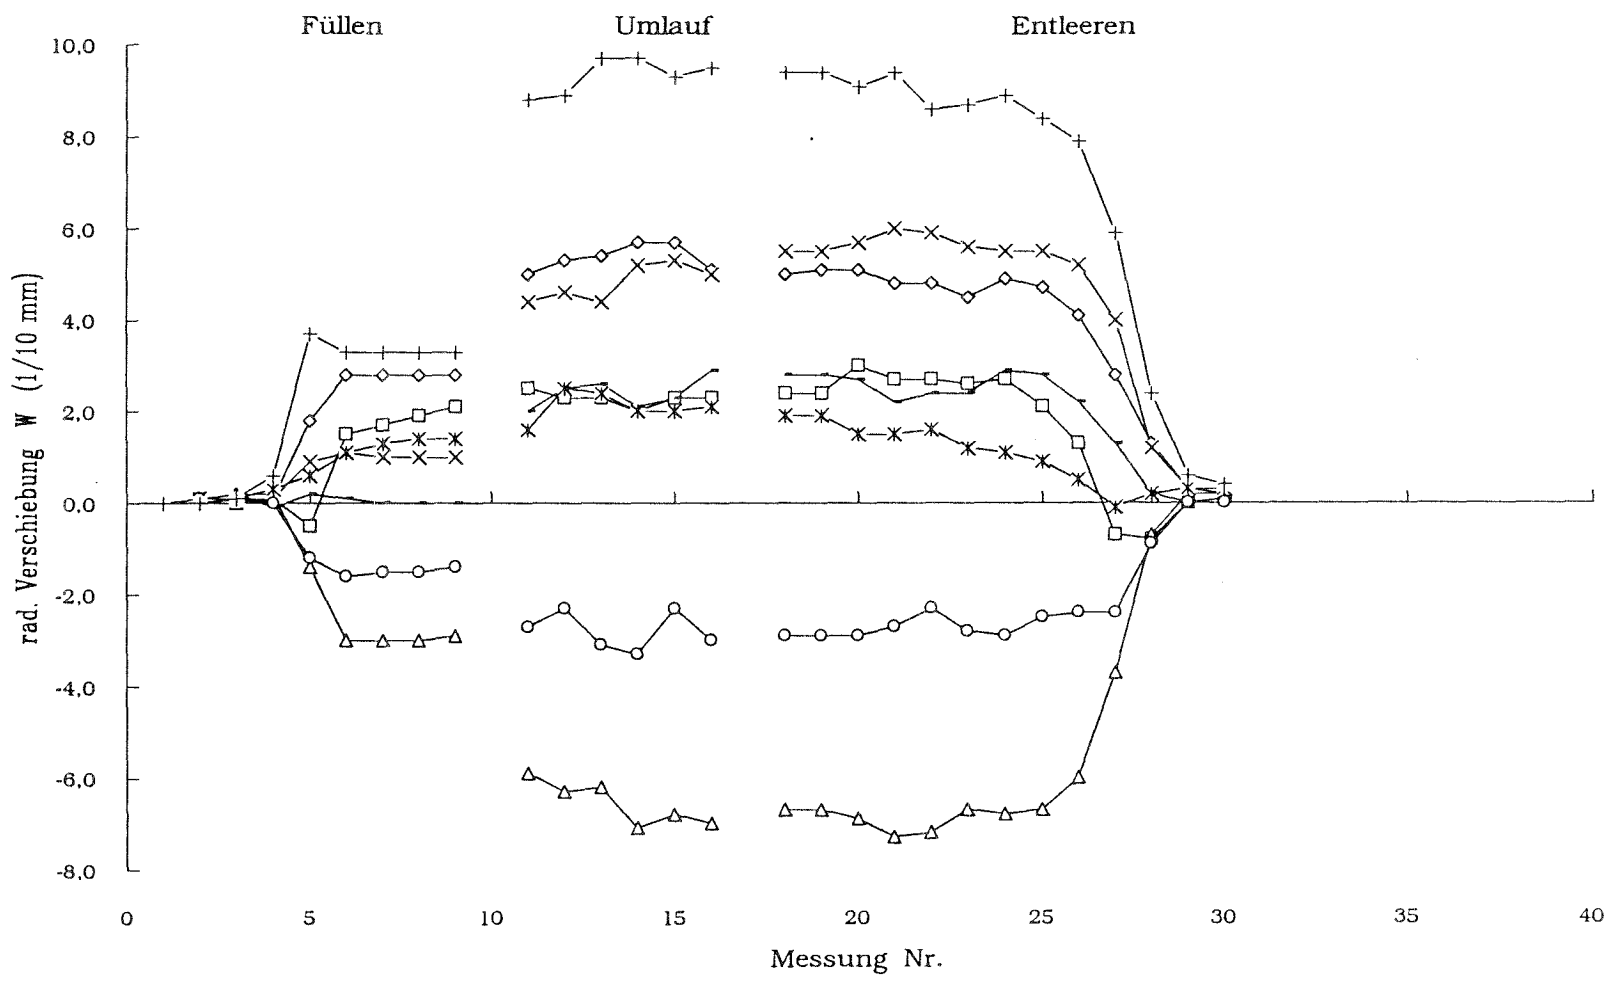 Füllen Umlauf Entleeren
10,0
8,0
6,0
4,0
2,0
0,0
-2,0
-4,0
-6,0
-8,0
rad. Verschiebung W (1/10 mm)
0 5 10 15 20 25 30 35 40
Messung Nr.